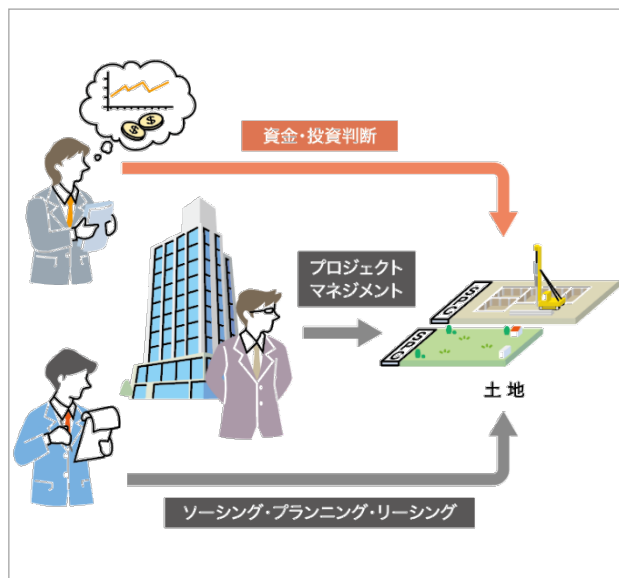 $
$
資金・投資判断
プロジェクト
マネジメント
土地
ソーシング・プランニング・リーシング